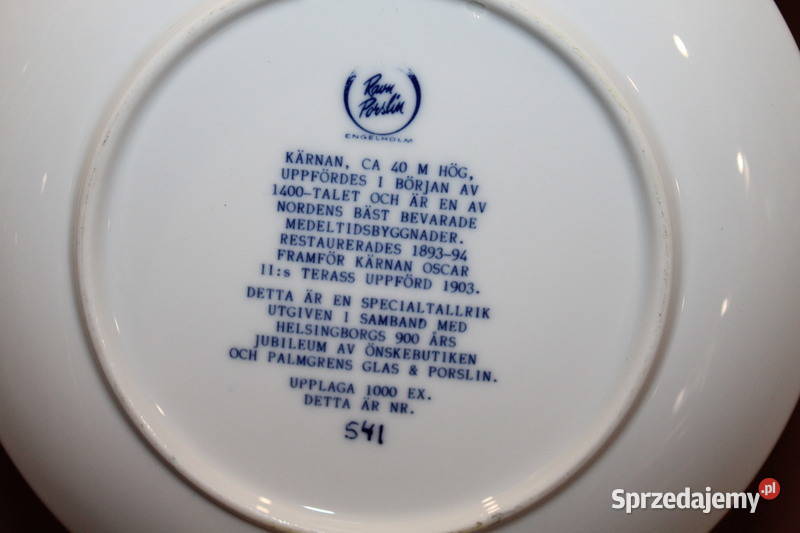 Ravn
Porslin
ENGELHOLM
KÄRNAN, CA 40 M HÖG,
UPPFÖRDES I BÖRJAN AV
1400-TALET OCH ÄR EN AV
NORDENS BÄST BEVARADE
MEDELTIDSBYGGNADER.
RESTAURERADES 1893-94
FRAMFÖR KÄRNAN OSCAR
II:s TERASS UPPFÖRD 1903.
DETTA ÄR EN SPECIALTALLRIK
UTGIVEN I SAMBAND MED
HELSINGBORGS 900 ÅRS
JUBILEUM AV ÖNSKEBUTIKEN
OCH PALMGRENS GLAS & PORSLIN.
UPPLAGA 1000 EX.
DETTA ÄR NR.
541
Sprzedajemy.pl